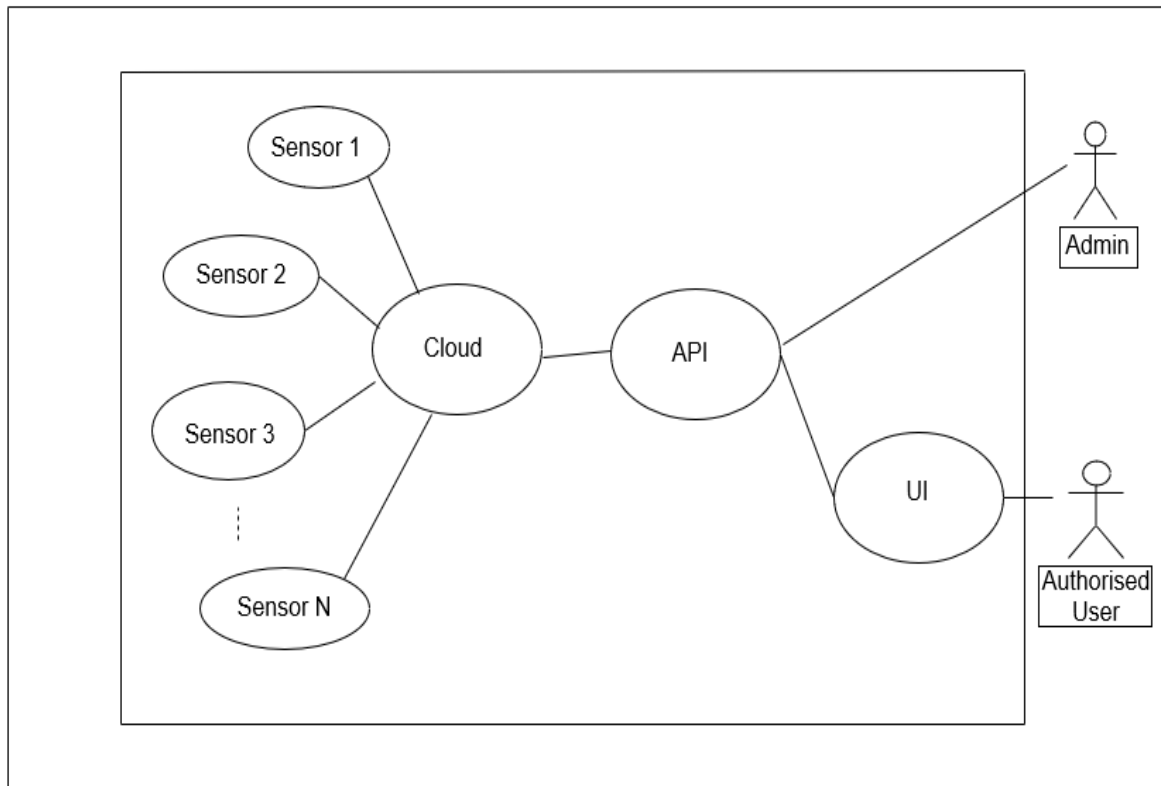 Sensor 1
Admin
Sensor 2
Cloud
API
Sensor 3
UI
Authorised
User
Sensor N